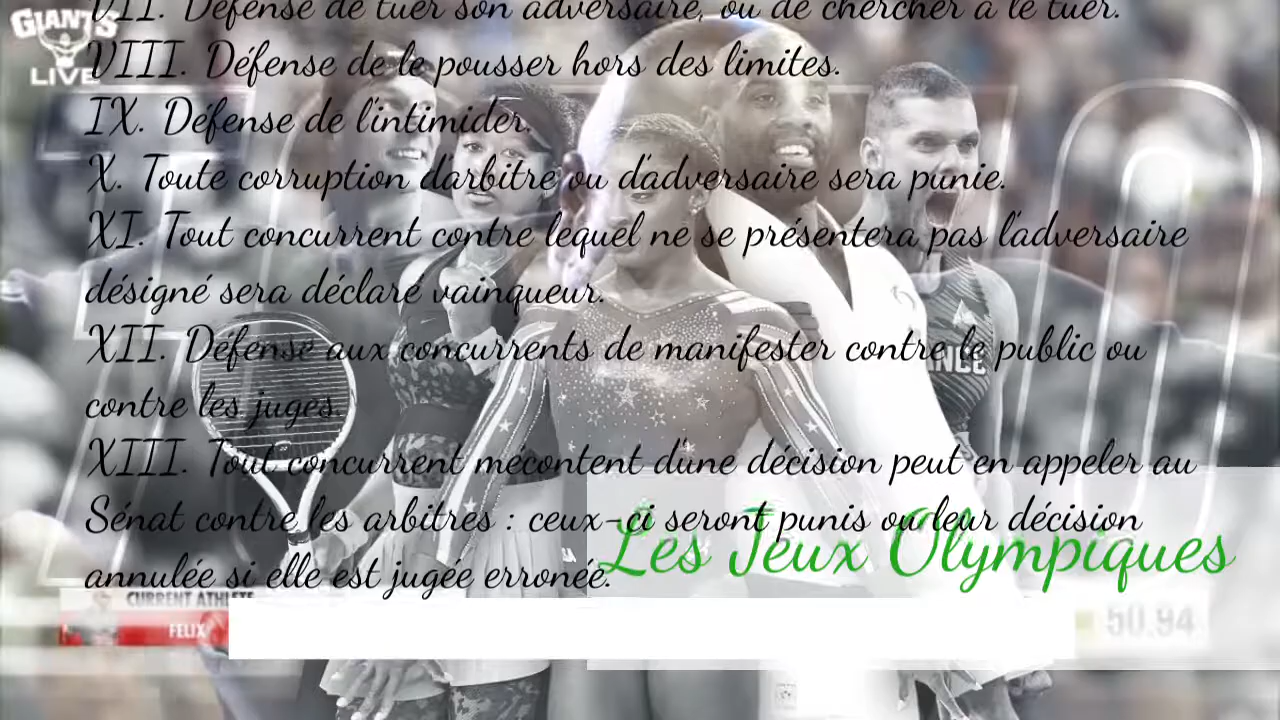 GIANTS
LIVE
VII. Défense de tuer son adversaire, ou de chercher à le tuer.
VIII. Défense de le pousser hors des limites.
IX. Défense de l'intimider.
X. Toute corruption d'arbitre ou d'adversaire sera punie.
XI. Tout concurrent contre lequel ne se présentera pas l'adversaire
désigné sera déclaré vainqueur.
XII. Défense aux concurrents de manifester contre le public ou
contre les juges.
XIII. Tout concurrent mécontent d'une décision peut en appeler au
Sénat contre les arbitres : ceux-ci seront punis ou leur décision
annulée si elle est jugée erronée.
Les Jeux Olympiques
CURRENT ATHLETE
FELIX
50.94